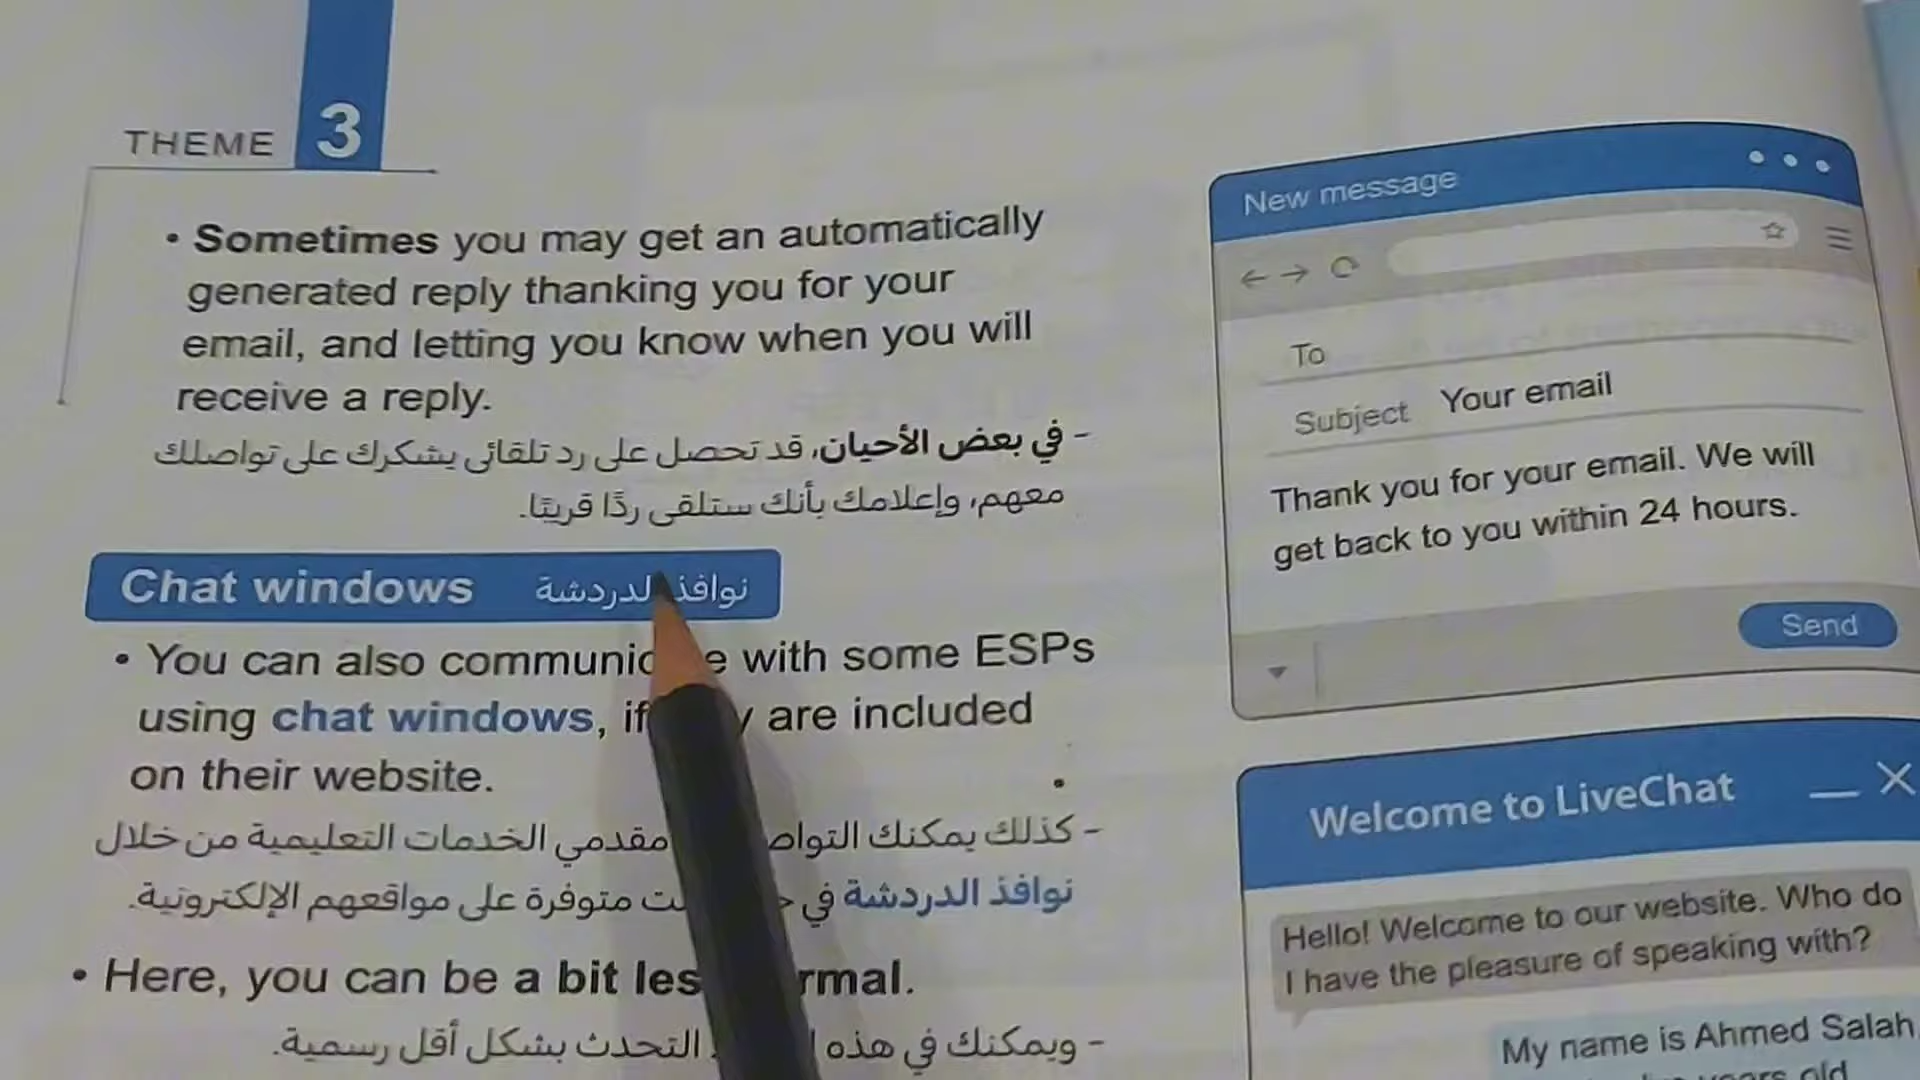 THEME 3
• Sometimes you may get an automatically
generated reply thanking you for your
email, and letting you know when you will
receive a reply.
- في بعض الأحيان، قد تحصل على رد تلقائى يشكرك على تواصلك
معهم، وإعلامك بأنك ستلقى ردًا قريبًا.
Chat windows نوافذ الدردشة
• You can also with some ESPs
using chat windows, if are included
on their website.
- كذلك يمكنك مقدمي الخدمات التعليمية من خلال
نوافذ الدردشة في متوفرة على مواقعهم الإلكترونية.
• Here, you can be a bit
- ويمكنك في هذه التحدث بشكل أقل رسمية.
New message
To
Subject Your email
Thank you for your email. We will
get back to you within 24 hours.
Send
Welcome to LiveChat
Hello! Welcome to our website. Who do
I have the pleasure of speaking with?
My name is Ahmed Salah,
years old